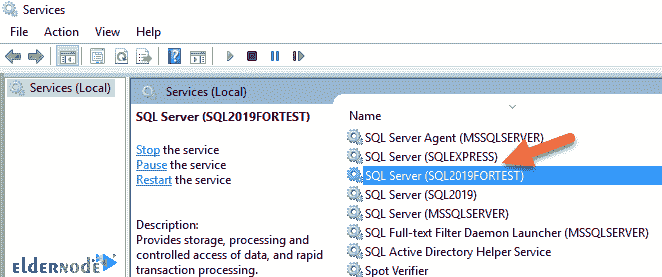 Services
File Action View Help
Services (Local)
Services (Local)
SQL Server (SQL2019FORTEST)
Stop the service
Pause the service
Restart the service
Description:
Provides storage, processing and
controlled access of data, and rapid
transaction processing.
Name
SQL Server Agent (MSSQLSERVER)
SQL Server (SQLEXPRESS)
SQL Server (SQL2019FORTEST)
SQL Server (SQL2019)
SQL Server (MSSQLSERVER)
SQL Full-text Filter Daemon Launcher (MSSQLSERVER)
SQL Active Directory Helper Service
Spot Verifier
ELDERNODE